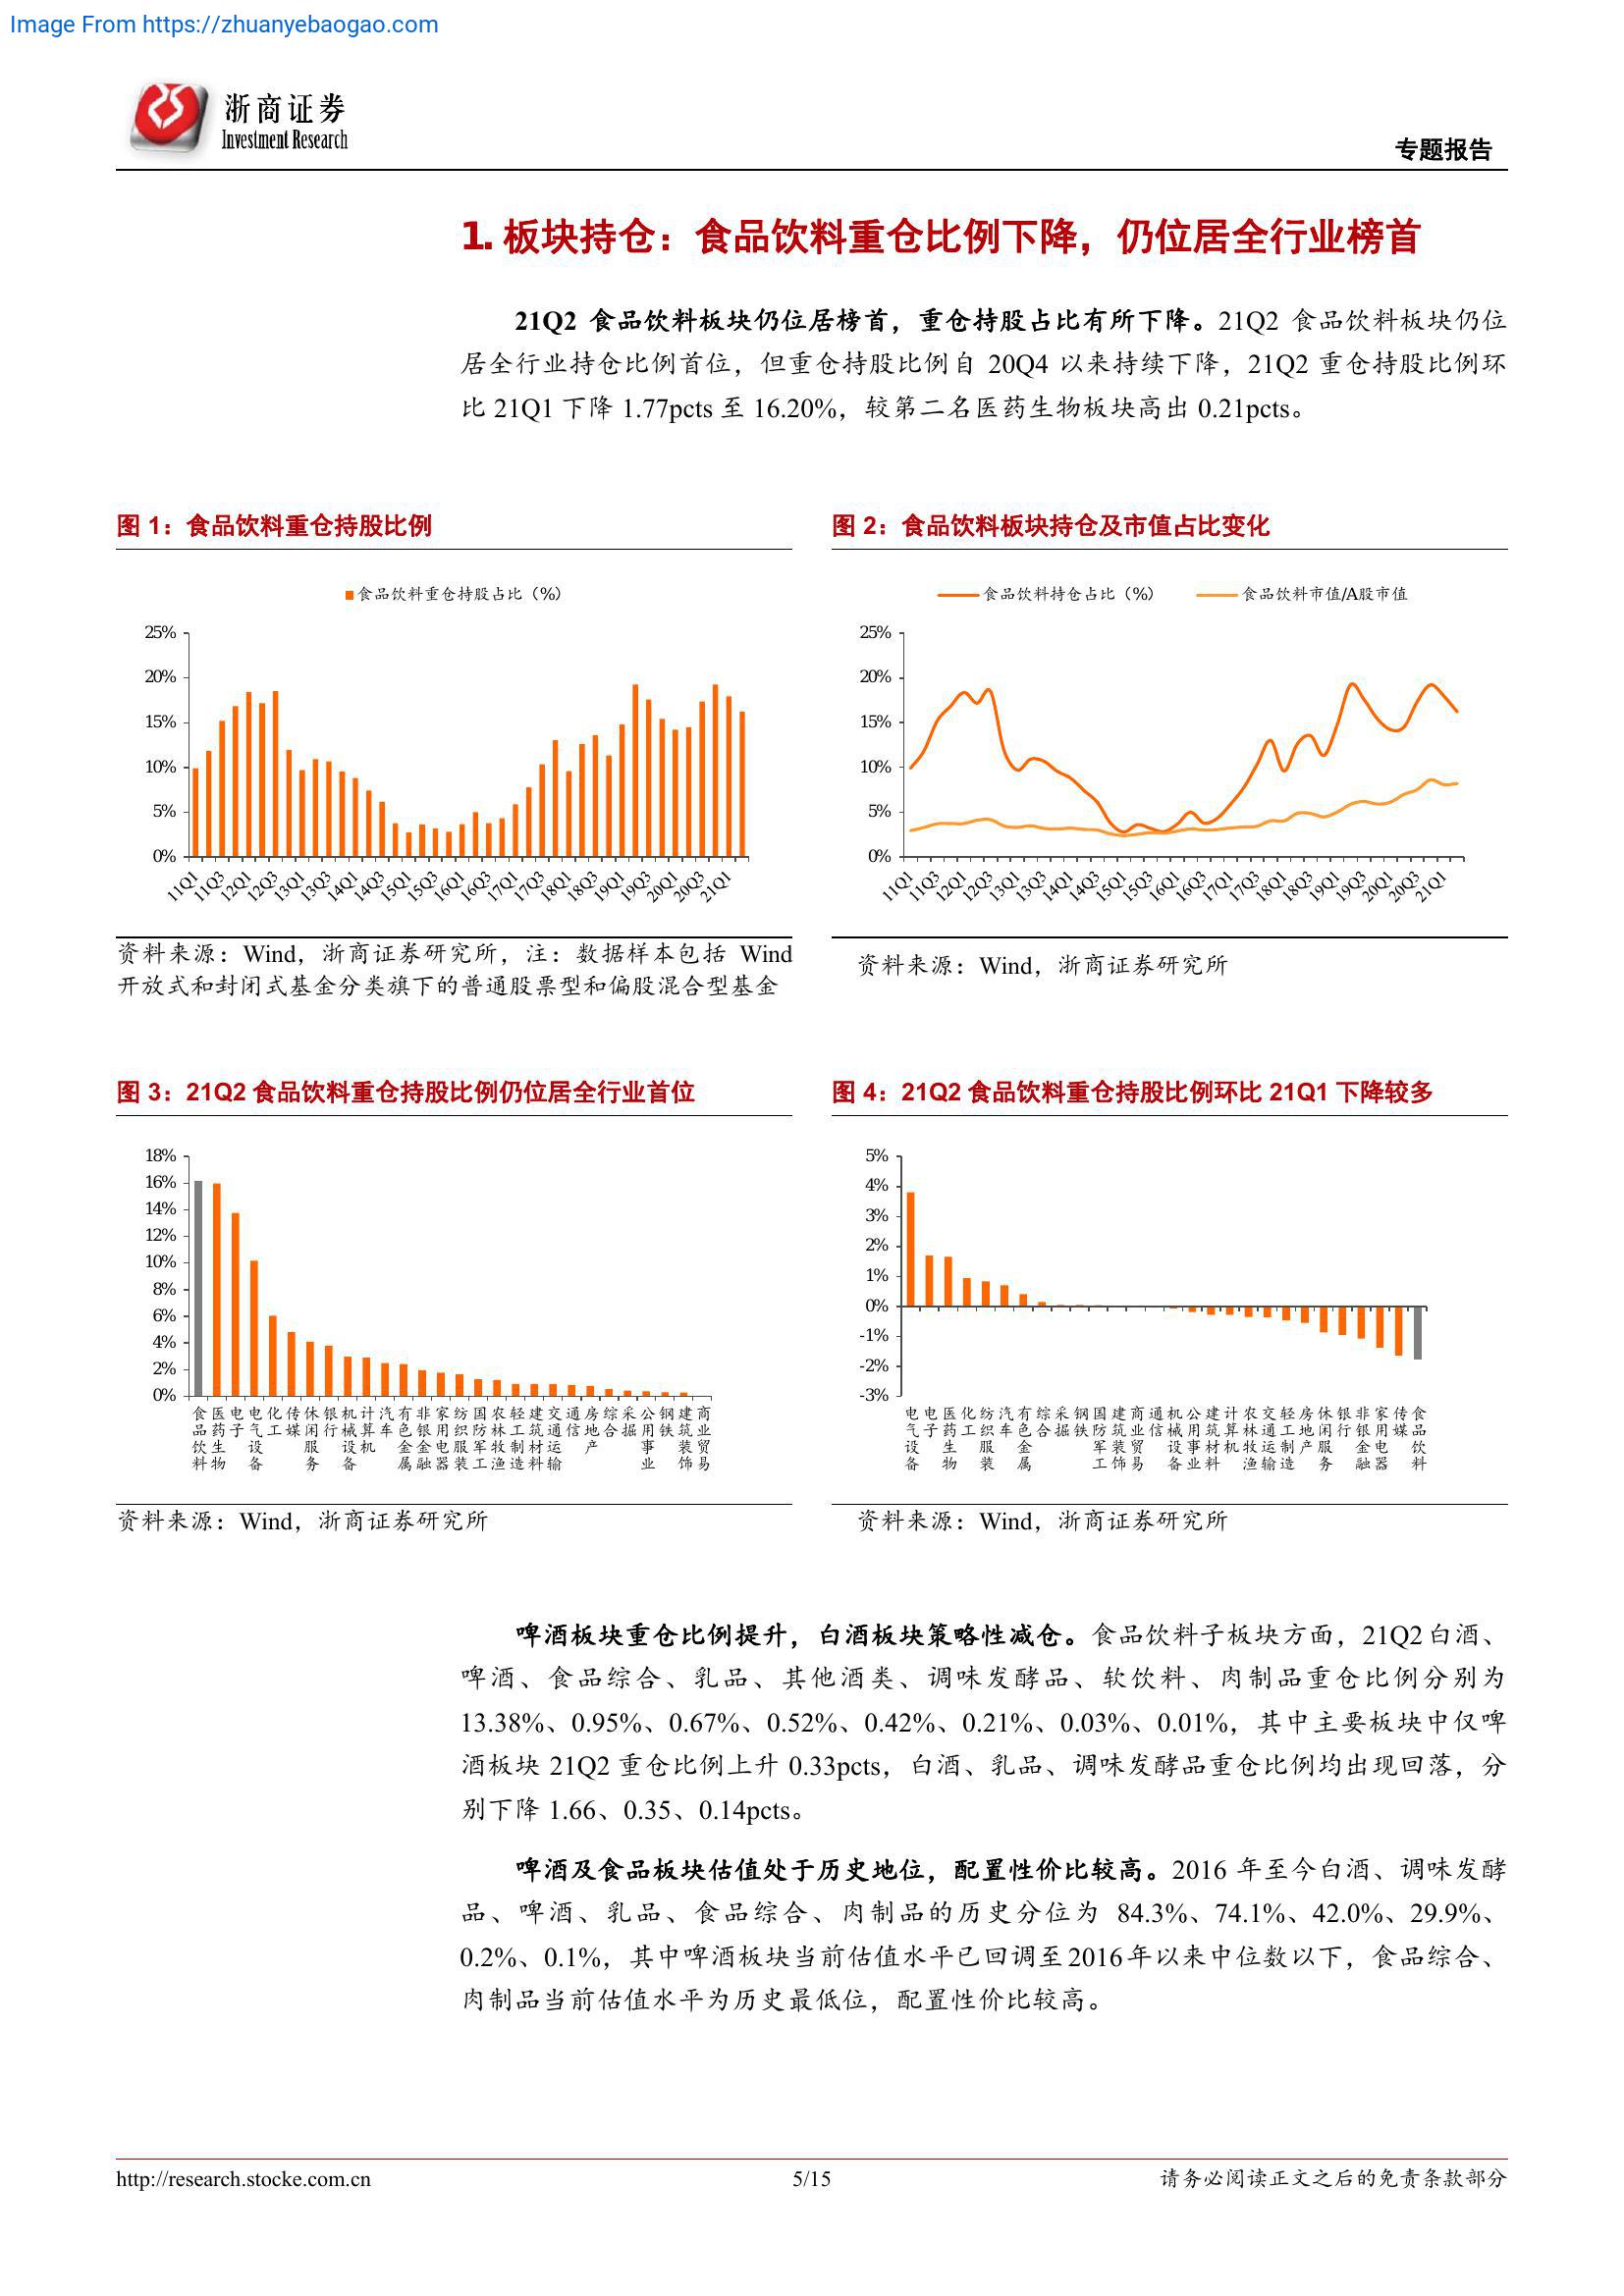 Image From https://zhuanyebaogao.com
浙商证券
Investment Research
专题报告
1. 板块持仓：食品饮料重仓比例下降，仍位居全行业榜首
21Q2 食品饮料板块仍位居榜首，重仓持股占比有所下降。21Q2 食品饮料板块仍位
居全行业持仓比例首位，但重仓持股比例自 20Q4 以来持续下降，21Q2 重仓持股比例环
比 21Q1 下降 1.77pcts 至 16.20%，较第二名医药生物板块高出 0.21pcts。
图 1：食品饮料重仓持股比例
食品饮料重仓持股占比（%）
25%
20%
15%
10%
5%
0%
11Q1 11Q3 12Q1 12Q3 13Q1 13Q3 14Q1 14Q3 15Q1 15Q3 16Q1 16Q3 17Q1 17Q3 18Q1 18Q3 19Q1 19Q3 20Q1 20Q3 21Q1
资料来源：Wind，浙商证券研究所，注：数据样本包括 Wind
开放式和封闭式基金分类旗下的普通股票型和偏股混合型基金
图 2：食品饮料板块持仓及市值占比变化
食品饮料持仓占比（%） 食品饮料市值/A股市值
25%
20%
15%
10%
5%
0%
11Q1 11Q3 12Q1 12Q3 13Q1 13Q3 14Q1 14Q3 15Q1 15Q3 16Q1 16Q3 17Q1 17Q3 18Q1 18Q3 19Q1 19Q3 20Q1 20Q3 21Q1
资料来源：Wind，浙商证券研究所
图 3：21Q2 食品饮料重仓持股比例仍位居全行业首位
18%
16%
14%
12%
10%
8%
6%
4%
2%
0%
食品饮料 医药生物 电子 电气设备 化工 传媒 休闲服务 银行 机械设备 计算机 汽车 有色金属 非银金融 家用电器 纺织服装 国防军工 农林牧渔 轻工制造 建筑材料 交通运输 通信 房地产 综合 采掘 公用事业 钢铁 建筑装饰 商业贸易
资料来源：Wind，浙商证券研究所
图 4：21Q2 食品饮料重仓持股比例环比 21Q1 下降较多
5%
4%
3%
2%
1%
0%
-1%
-2%
-3%
电气设备 电子 医药生物 化工 纺织服装 汽车 有色金属 综合 采掘 钢铁 国防军工 建筑装饰 商业贸易 通信 机械设备 公用事业 建筑材料 计算机 农林牧渔 交通运输 轻工制造 房地产 休闲服务 银行 非银金融 家用电器 传媒 食品饮料
资料来源：Wind，浙商证券研究所
啤酒板块重仓比例提升，白酒板块策略性减仓。食品饮料子板块方面，21Q2 白酒、
啤酒、食品综合、乳品、其他酒类、调味发酵品、软饮料、肉制品重仓比例分别为
13.38%、0.95%、0.67%、0.52%、0.42%、0.21%、0.03%、0.01%，其中主要板块中仅啤
酒板块 21Q2 重仓比例上升 0.33pcts，白酒、乳品、调味发酵品重仓比例均出现回落，分
别下降 1.66、0.35、0.14pcts。
啤酒及食品板块估值处于历史地位，配置性价比较高。2016 年至今白酒、调味发酵
品、啤酒、乳品、食品综合、肉制品的历史分位为 84.3%、74.1%、42.0%、29.9%、
0.2%、0.1%，其中啤酒板块当前估值水平已回调至2016年以来中位数以下，食品综合、
肉制品当前估值水平为历史最低位，配置性价比较高。
http://research.stocke.com.cn
5/15
请务必阅读正文之后的免责条款部分